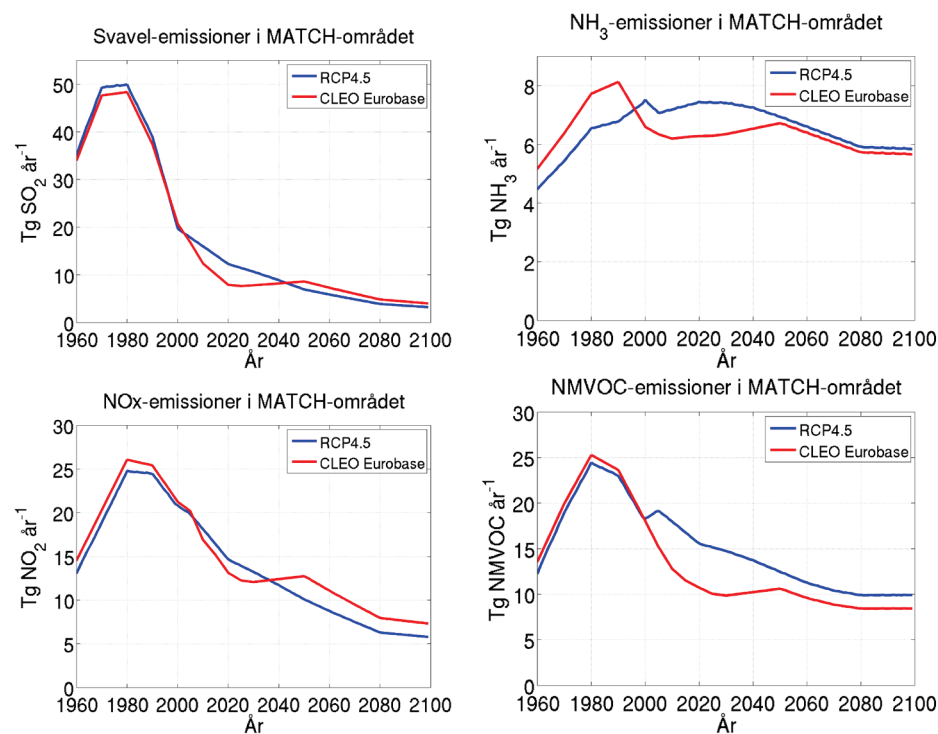 Svavel-emissioner i MATCH-området
Tg SO₂ år⁻¹
50
40
30
20
10
0
RCP4.5
CLEO Eurobase
1960 1980 2000 2020 2040 2060 2080 2100
År
NH₃-emissioner i MATCH-området
Tg NH₃ år⁻¹
8
6
4
2
0
RCP4.5
CLEO Eurobase
1960 1980 2000 2020 2040 2060 2080 2100
År
NOx-emissioner i MATCH-området
Tg NO₂ år⁻¹
30
25
20
15
10
5
0
RCP4.5
CLEO Eurobase
1960 1980 2000 2020 2040 2060 2080 2100
År
NMVOC-emissioner i MATCH-området
Tg NMVOC år⁻¹
30
25
20
15
10
5
0
RCP4.5
CLEO Eurobase
1960 1980 2000 2020 2040 2060 2080 2100
År